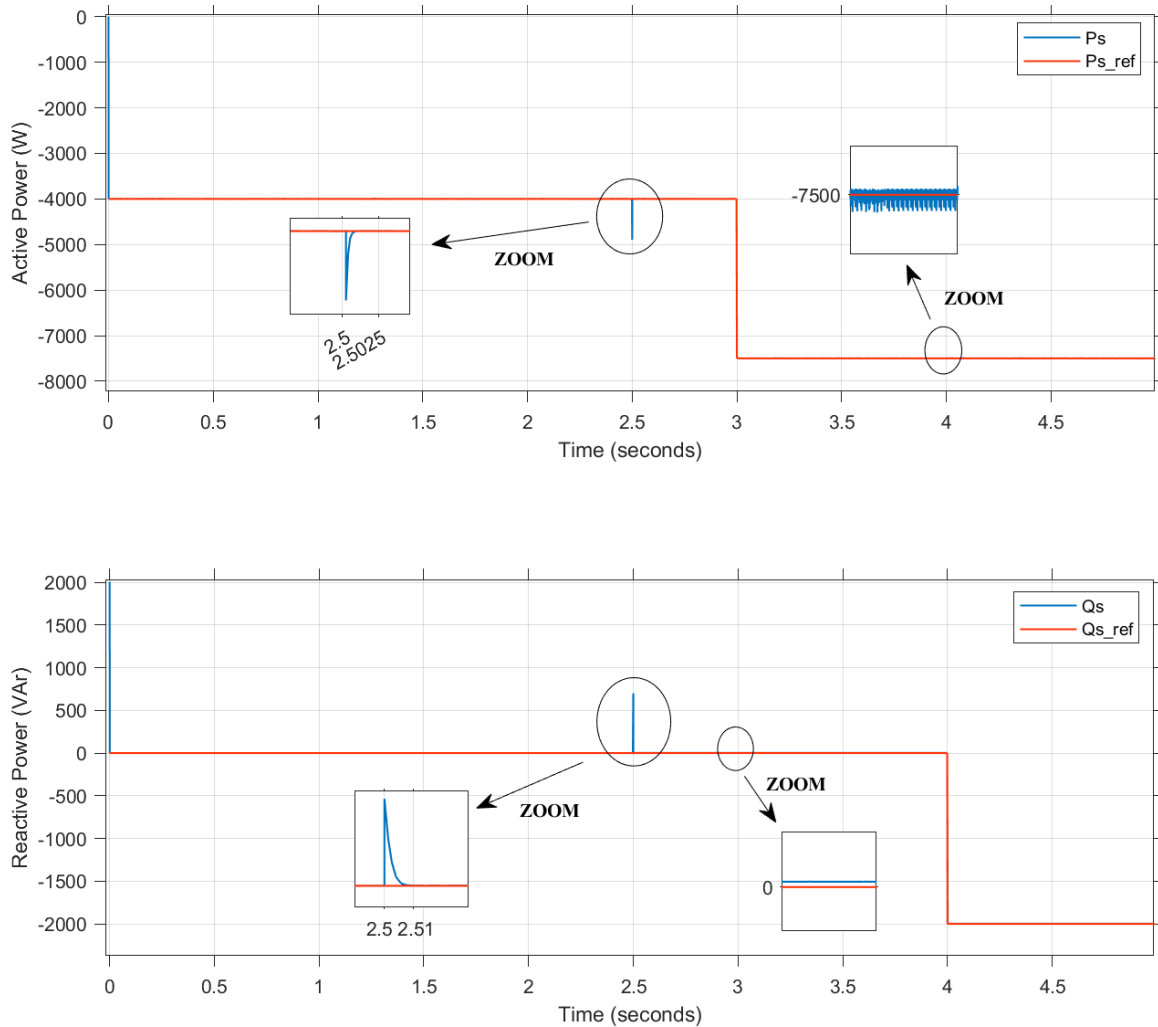 0
-1000
-2000
-3000
-4000
-5000
-6000
-7000
-8000
Active Power (W)
Ps
Ps_ref
-7500
ZOOM
ZOOM
2.5
2.5025
0 0.5 1 1.5 2 2.5 3 3.5 4 4.5
Time (seconds)
2000
1500
1000
500
0
-500
-1000
-1500
-2000
Reactive Power (VAr)
Qs
Qs_ref
ZOOM
ZOOM
0
2.5 2.51
0 0.5 1 1.5 2 2.5 3 3.5 4 4.5
Time (seconds)